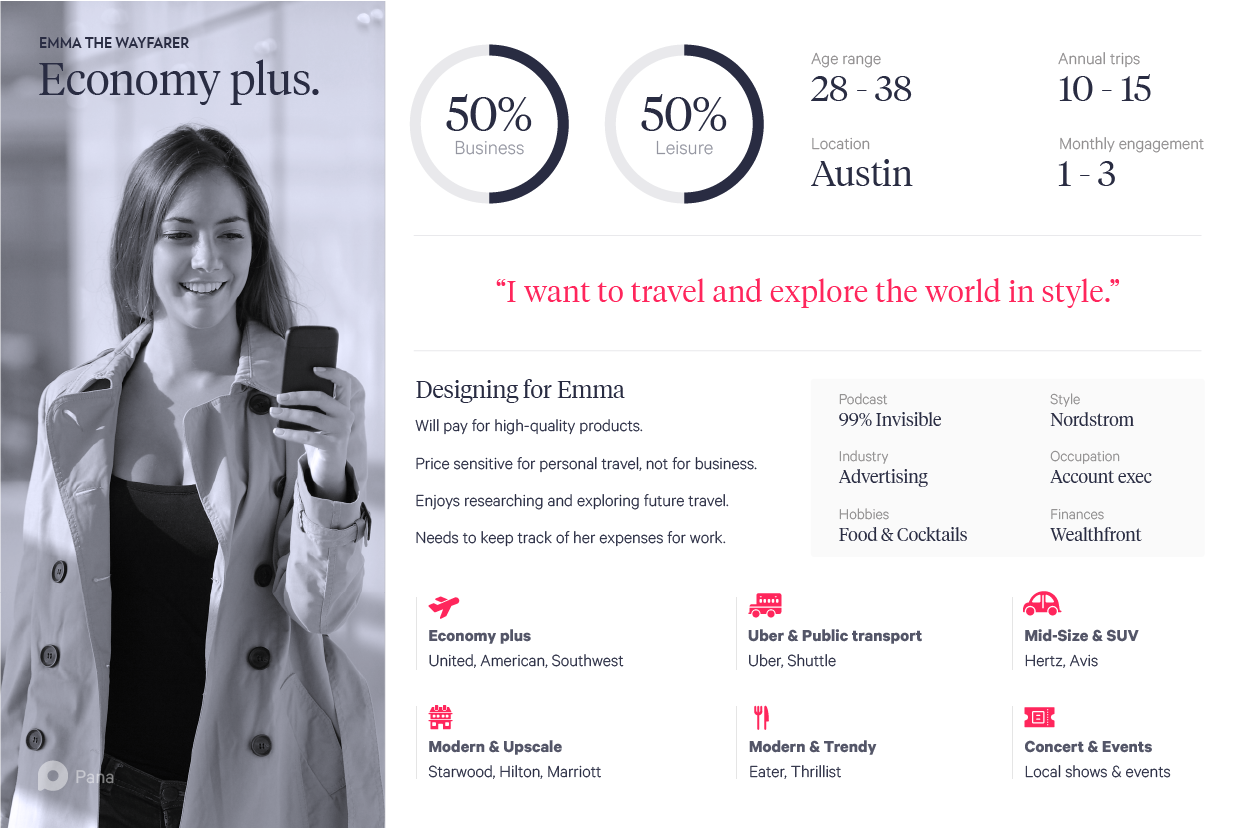 EMMA THE WAYFARER
Economy plus.
50%
Business
50%
Leisure
Age range
28 - 38
Annual trips
10 - 15
Location
Austin
Monthly engagement
1 - 3
“I want to travel and explore the world in style.”
Designing for Emma
Will pay for high-quality products.
Price sensitive for personal travel, not for business.
Enjoys researching and exploring future travel.
Needs to keep track of her expenses for work.
Podcast
99% Invisible
Style
Nordstrom
Industry
Advertising
Occupation
Account exec
Hobbies
Food & Cocktails
Finances
Wealthfront
Economy plus
United, American, Southwest
Uber & Public transport
Uber, Shuttle
Mid-Size & SUV
Hertz, Avis
Modern & Upscale
Starwood, Hilton, Marriott
Modern & Trendy
Eater, Thrillist
Concert & Events
Local shows & events
Pana